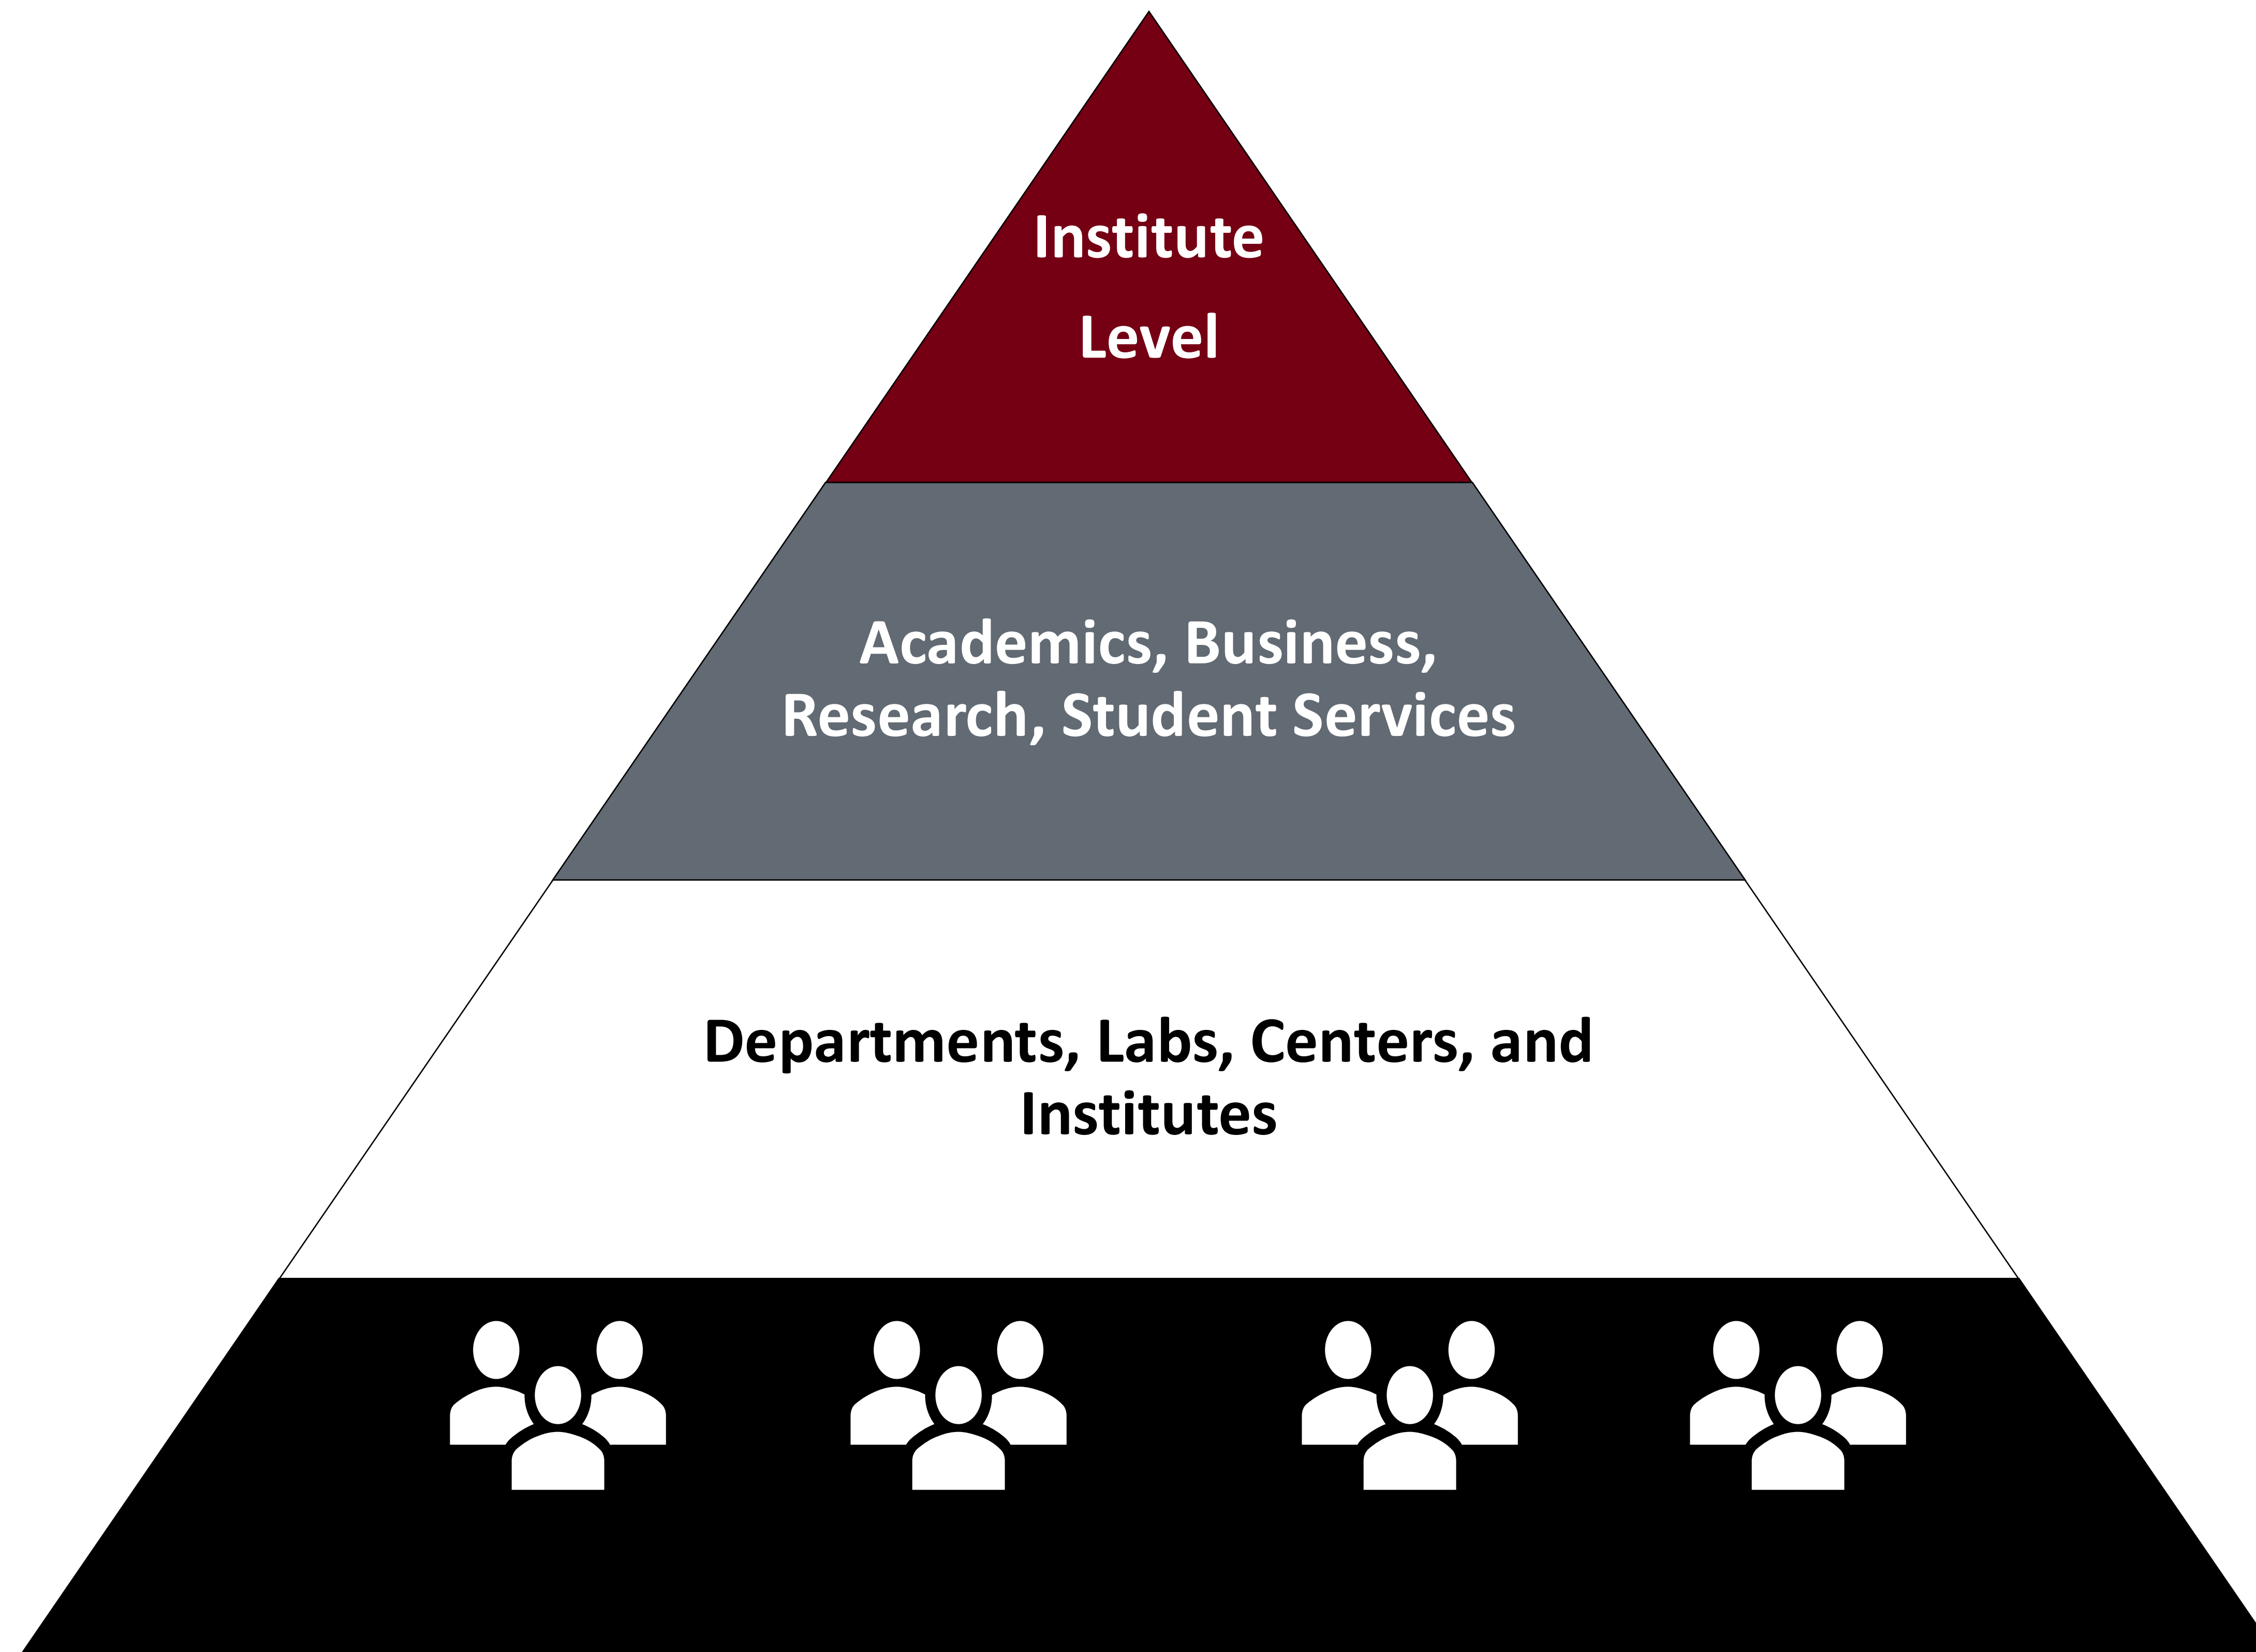 Institute
Level
Academics, Business,
Research, Student Services
Departments, Labs, Centers, and
Institutes